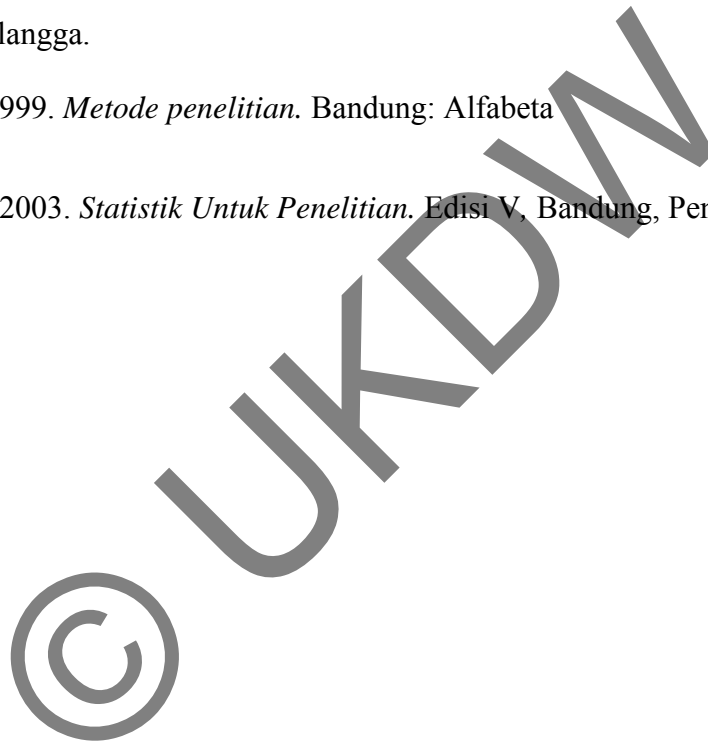 langga.
999. Metode penelitian. Bandung: Alfabeta
2003. Statistik Untuk Penelitian. Edisi V, Bandung, Per
© UKDW